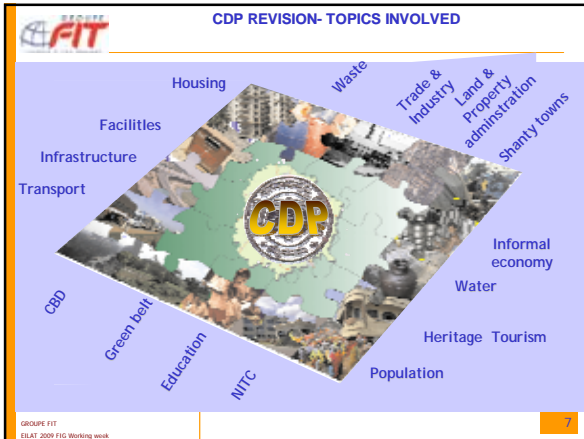 GROUPE
FIT
CDP REVISION- TOPICS INVOLVED
Housing
Waste
Trade &
Industry
Land &
Property
adminstration
Shanty towns
Facilities
Infrastructure
Transport
CDP
Informal
economy
Water
CBD
Green belt
Education
NITC
Heritage Tourism
Population
GROUPE FIT
EILAT 2009 FIG Working week
7